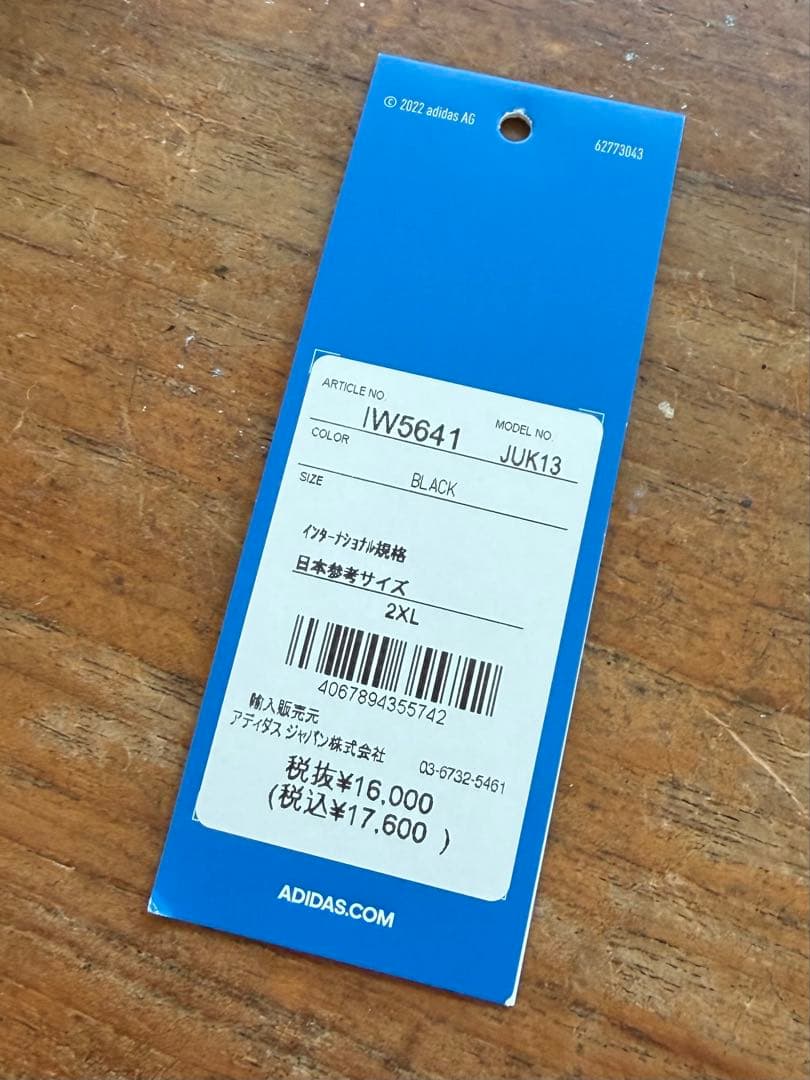 © 2022 adidas AG
62773043
ARTICLE NO
IW5641
MODEL NO.
JUK13
COLOR
BLACK
SIZE
インターナショナル規格
日本参考サイズ
2XL
4067894355742
輸入販売元
アディダス ジャパン株式会社
03-6732-5461
税抜¥16,000
(税込¥17,600 )
ADIDAS.COM